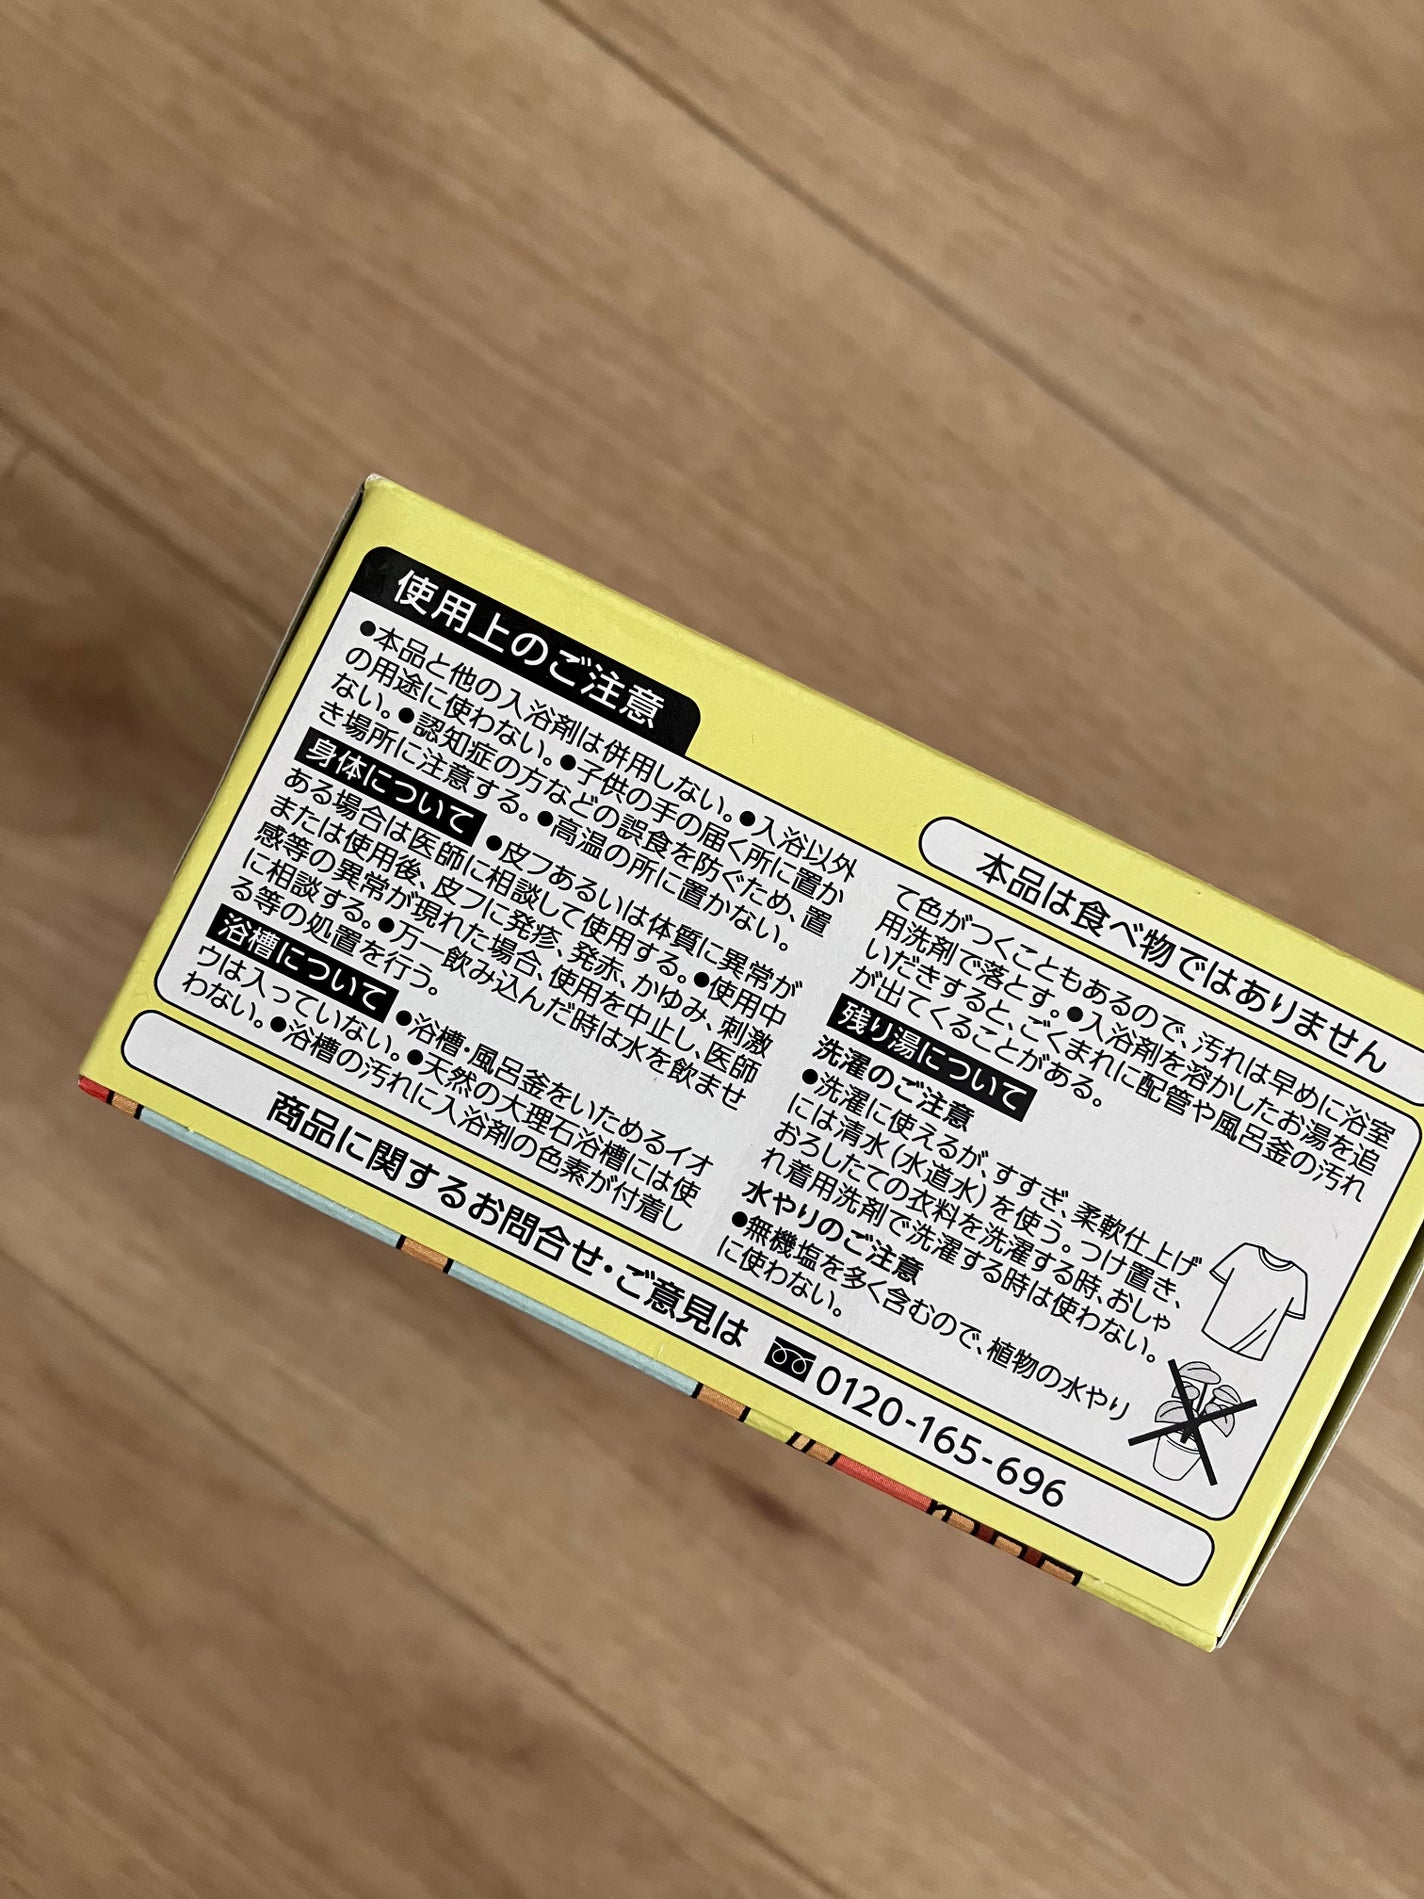 使用上のご注意
●本品と他の入浴剤は併用しない。●入浴以外
の用途に使わない。●子供の手の届く所に置か
ない。●認知症の方などの誤食を防ぐため、置
き場所に注意する。●高温の所に置かない。
身体について ●皮フあるいは体質に異常が
ある場合は医師に相談して使用する。●使用中
または使用後、皮フに発疹、発赤、かゆみ、刺激
感等の異常が現れた場合、使用を中止し、医師
に相談する。●万一飲み込んだ時は水を飲ませ
る等の処置を行う。
浴槽について ●浴槽・風呂釜をいためるイオ
ウは入っていない。●天然の大理石浴槽には使
わない。●浴槽の汚れに入浴剤の色素が付着し
本品は食べ物ではありません
て色がつくこともあるので、汚れは早めに浴室
用洗剤で落とす。●入浴剤を溶かしたお湯を追
いだきすると、ごくまれに配管や風呂釜の汚れ
が出てくることがある。
残り湯について
洗濯のご注意
●洗濯に使えるが、すすぎ、柔軟仕上げ
には清水(水道水)を使う。つけ置き、
おろしたての衣料を洗濯する時、おしゃ
れ着用洗剤で洗濯する時は使わない。
水やりのご注意
●無機塩を多く含むので、植物の水やり
に使わない。
商品に関するお問合せ・ご意見は 0120-165-696